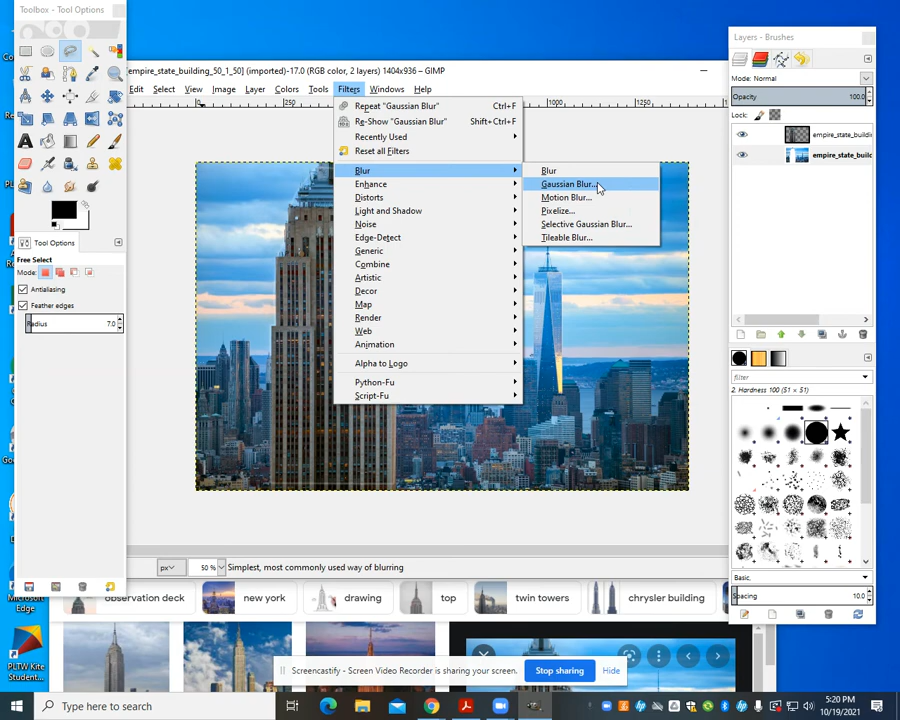 Toolbox - Tool Options
[empire_state_building_50_1_50] (imported)-17.0 (RGB color, 2 layers) 1404x936 – GIMP
Edit Select View Image Layer Colors Tools Filters Windows Help
250
1000
1250
Repeat "Gaussian Blur" Ctrl+F
Re-Show "Gaussian Blur" Shift+Ctrl+F
Recently Used
Reset all Filters
Blur
Enhance
Distorts
Light and Shadow
Noise
Edge-Detect
Generic
Combine
Artistic
Decor
Map
Render
Web
Animation
Alpha to Logo
Python-Fu
Script-Fu
Blur
Gaussian Blur...
Motion Blur...
Pixelize...
Selective Gaussian Blur...
Tileable Blur...
Tool Options
Free Select
Mode:
Antialiasing
Feather edges
Radius 7.0
px 50 % Simplest, most commonly used way of blurring
Layers - Brushes
Mode: Normal
Opacity 100.0
Lock:
empire_state_buildin
empire_state_build
filter
2. Hardness 100 (51 × 51)
Basic,
Spacing 10.0
observation deck
new york
drawing
top
twin towers
chrysler building
Microsoft
Edge
PLTW Kite
Student...
Screencastify - Screen Video Recorder is sharing your screen.
Stop sharing
Hide
Type here to search
5:20 PM
10/19/2021